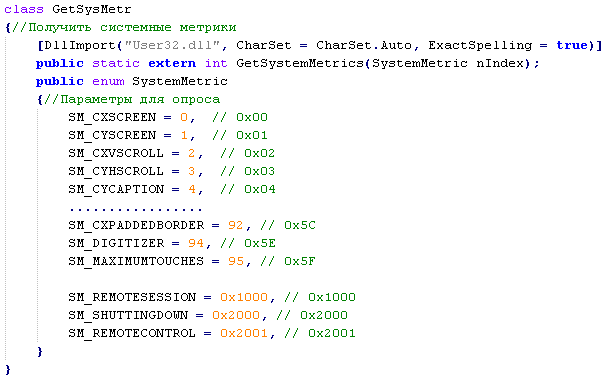 class GetSysMetr
{//Получить системные метрики
    [DllImport("User32.dll", CharSet = CharSet.Auto, ExactSpelling = true)]
    public static extern int GetSystemMetrics(SystemMetric nIndex);
    public enum SystemMetric
    {//Параметры для опроса
        SM_CXSCREEN = 0,  // 0x00
        SM_CYSCREEN = 1,  // 0x01
        SM_CXVSCROLL = 2,  // 0x02
        SM_CYHSCROLL = 3,  // 0x03
        SM_CYCAPTION = 4,  // 0x04
        .................
        SM_CXPADDEDBORDER = 92, // 0x5C
        SM_DIGITIZER = 94, // 0x5E
        SM_MAXIMUMTOUCHES = 95, // 0x5F

        SM_REMOTESESSION = 0x1000, // 0x1000
        SM_SHUTTINGDOWN = 0x2000, // 0x2000
        SM_REMOTECONTROL = 0x2001, // 0x2001
    }
}